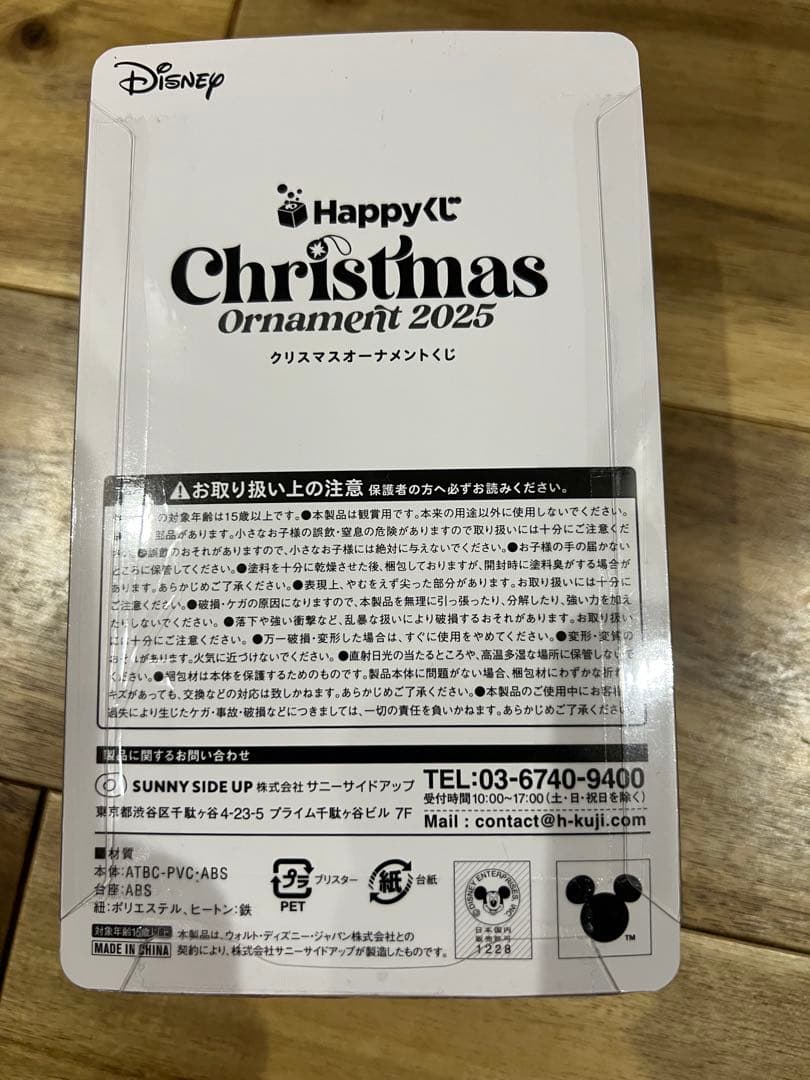 Disney
Happyくじ
Christmas
Ornament 2025
クリスマスオーナメントくじ
お取り扱い上の注意 保護者の方へ必ずお読みください。
の対象年齢は15歳以上です。●本製品は観賞用です。本来の用途以外に使用しないでください。
部品があります。小さなお子様の誤飲・窒息の危険がありますので取り扱いには十分にご注意くだ
誤飲のおそれがありますので、小さなお子様には絶対に与えないでください。●お子様の手の届かない
ところに保管してください。●塗料を十分に乾燥させた後、梱包しておりますが、開封時に塗料臭がする場合が
あります。あらかじめご了承ください。●表現上、やむをえず尖った部分があります。お取り扱いには十分に
ご注意ください。●破損・ケガの原因になりますので、本製品を無理に引っ張ったり、分解したり、強い力を加え
たりしないでください。●落下や強い衝撃など、乱暴な扱いにより破損するおそれがあります。お取り扱い
には十分にご注意ください。●万一破損・変形した場合は、すぐに使用をやめてください。●変形・変質の
おそれがあります。火気に近づけないでください。●直射日光の当たるところや、高温多湿な場所に保管しないで
ください。●梱包材は本体を保護するためのものです。製品本体に問題がない場合、梱包材にわずかな折れ
キズがあっても、交換などの対応は致しかねます。あらかじめご了承ください。●本製品のご使用中にお客様
過失により生じたケガ・事故・破損などにつきましては、一切の責任を負いかねます。あらかじめご了承ください
製品に関するお問い合わせ
SUNNY SIDE UP 株式会社 サニーサイドアップ
東京都渋谷区千駄ヶ谷4-23-5 プライム千駄ヶ谷ビル 7F
TEL:03-6740-9400
受付時間10:00~17:00(土・日・祝日を除く)
Mail : contact@h-kuji.com
■材質
本体:ATBC-PVC・ABS
台座:ABS
紐:ポリエステル、ヒートン:鉄
プラ ブリスター
PET
紙 台紙
©DISNEY ENTERPRISES, INC.
日本国内
販売許可
1228
TM
対象年齢15歳以上
MADE IN CHINA
本製品は、ウォルト・ディズニー・ジャパン株式会社との
契約により、株式会社サニーサイドアップが製造したものです。